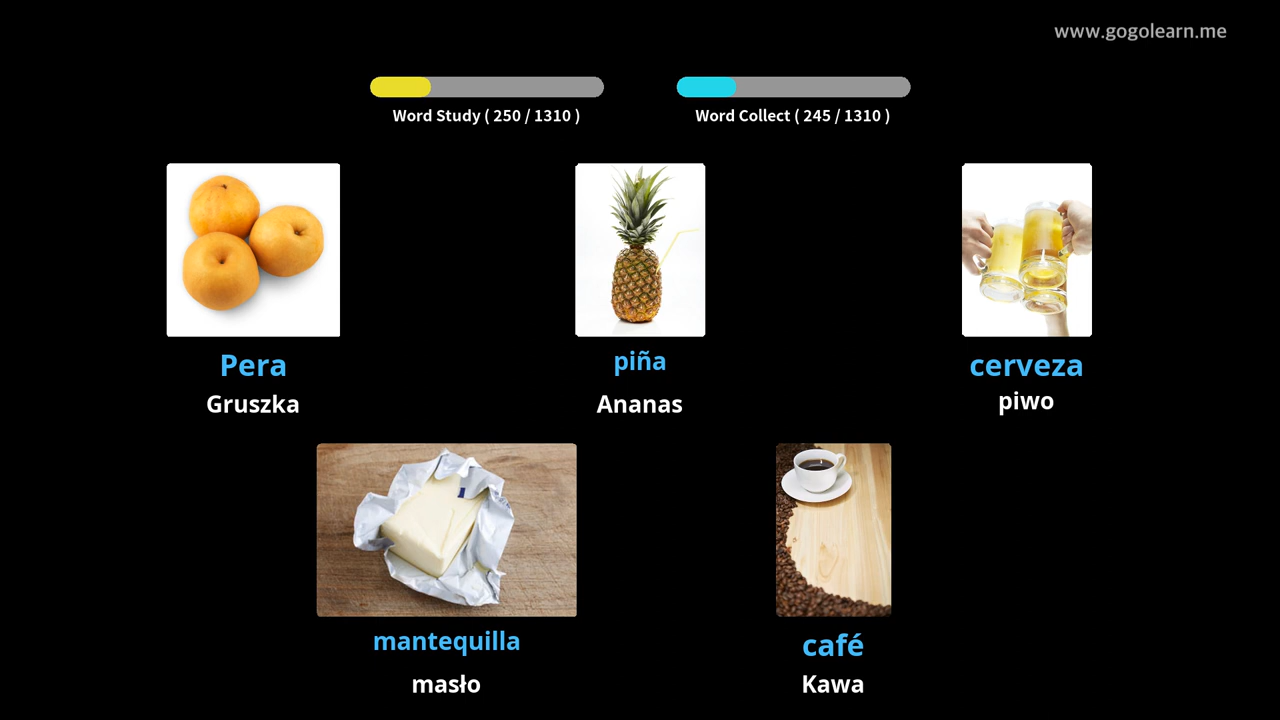 www.gogolearn.me
Word Study ( 250 / 1310 )
Word Collect ( 245 / 1310 )
Pera
Gruszka
piña
Ananas
cerveza
piwo
mantequilla
masło
café
Kawa